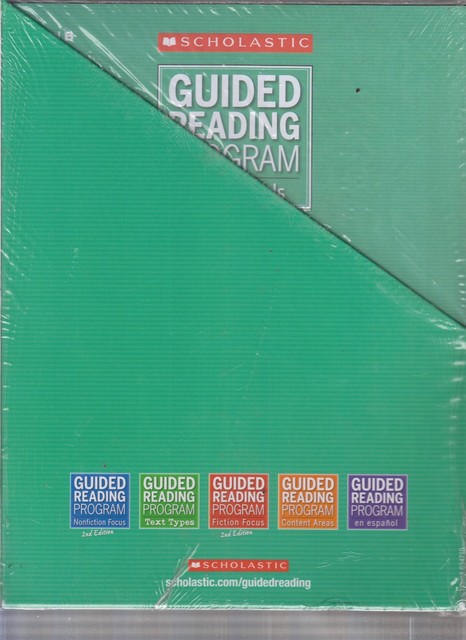 SCHOLASTIC
GUIDED
READING
PROGRAM
GUIDED
READING
PROGRAM
Nonfiction Focus
2nd Edition
GUIDED
READING
PROGRAM
Text Types
GUIDED
READING
PROGRAM
Fiction Focus
2nd Edition
GUIDED
READING
PROGRAM
Content Areas
GUIDED
READING
PROGRAM
en español
SCHOLASTIC
scholastic.com/guidedreading